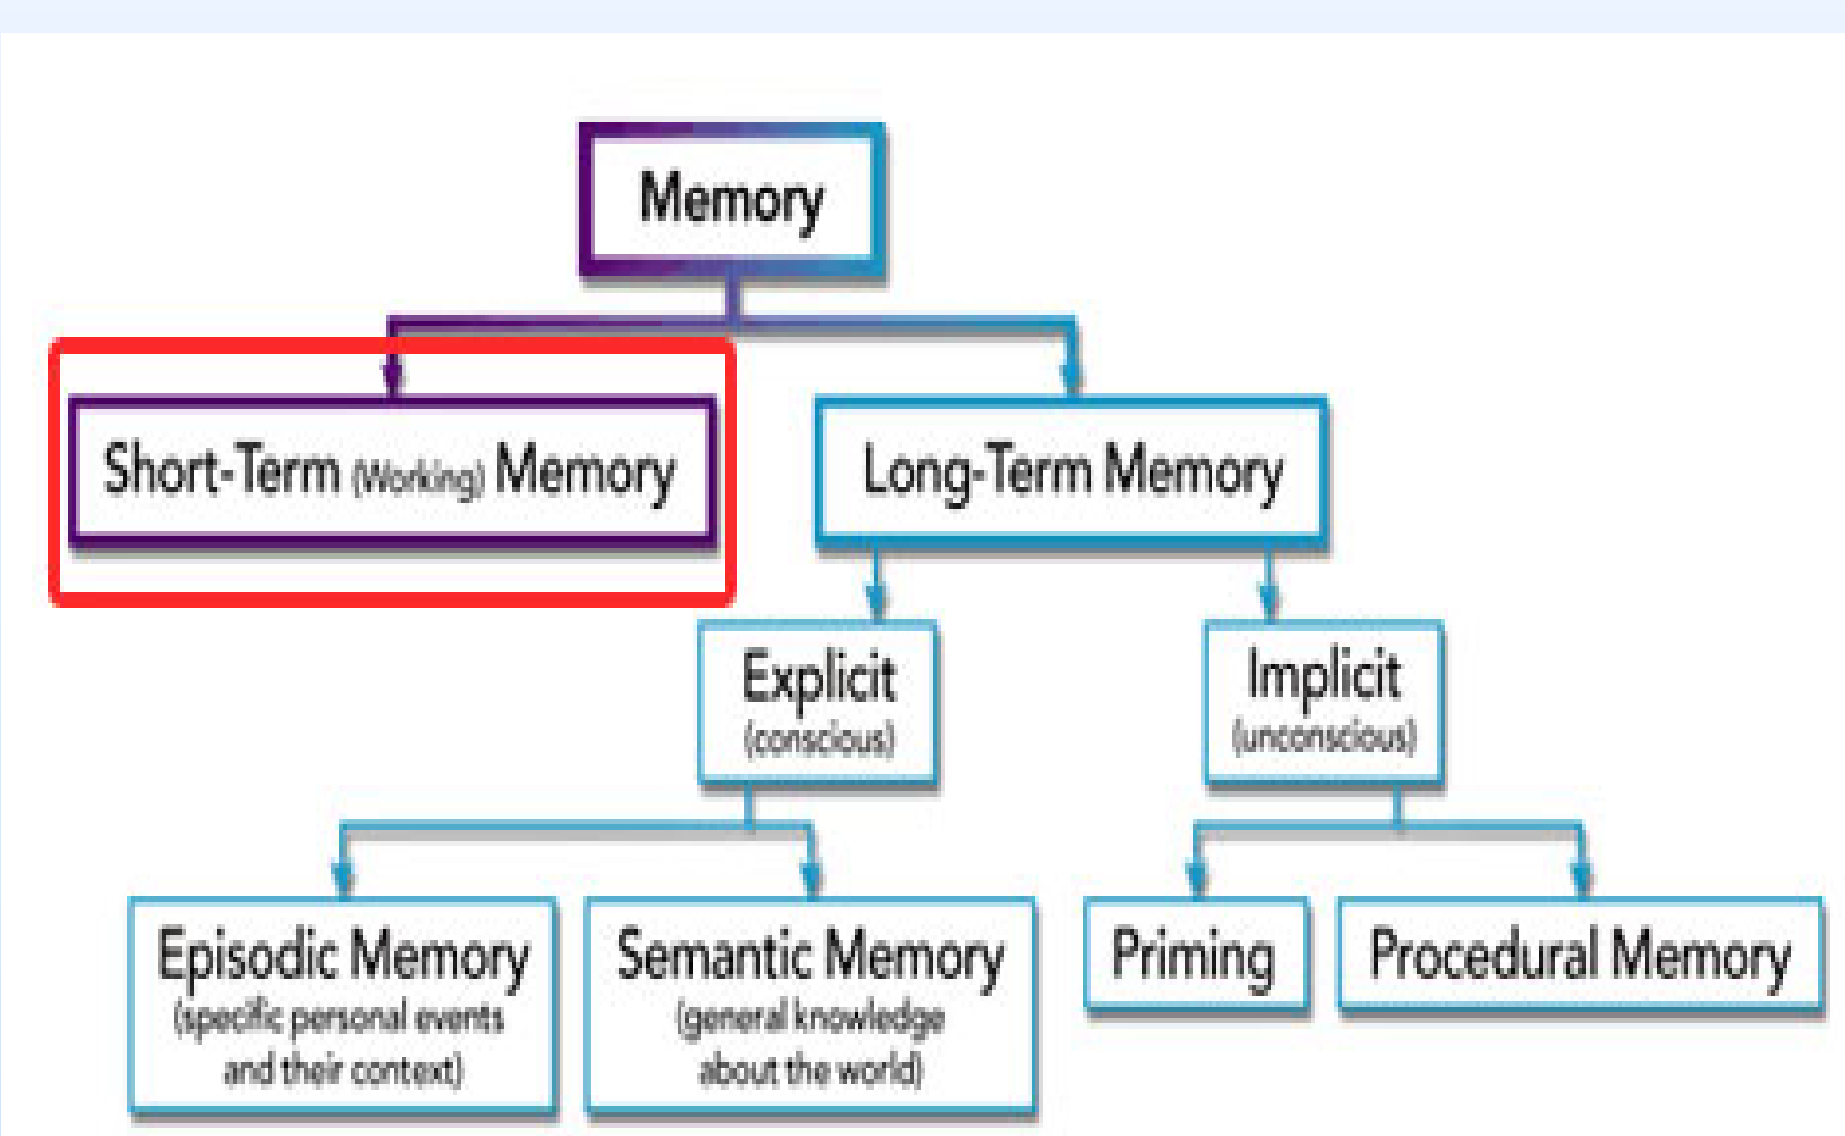 Memory
Short-Term (Working) Memory
Long-Term Memory
Explicit
(conscious)
Implicit
(unconscious)
Episodic Memory
(specific personal events
and their context)
Semantic Memory
(general knowledge
about the world)
Priming
Procedural Memory